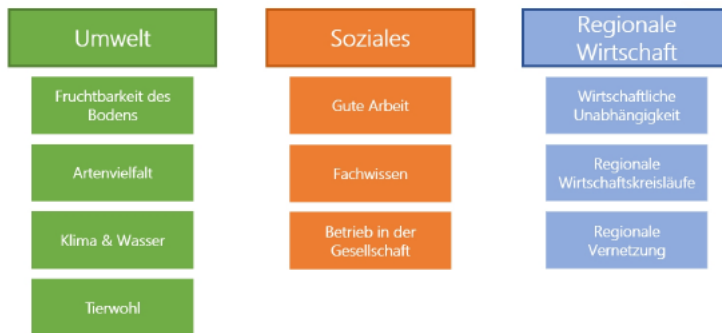 Umwelt
Fruchtbarkeit des
Bodens
Artenvielfalt
Klima & Wasser
Tierwohl
Soziales
Gute Arbeit
Fachwissen
Betrieb in der
Gesellschaft
Regionale
Wirtschaft
Wirtschaftliche
Unabhängigkeit
Regionale
Wirtschaftskreisläufe
Regionale
Vernetzung